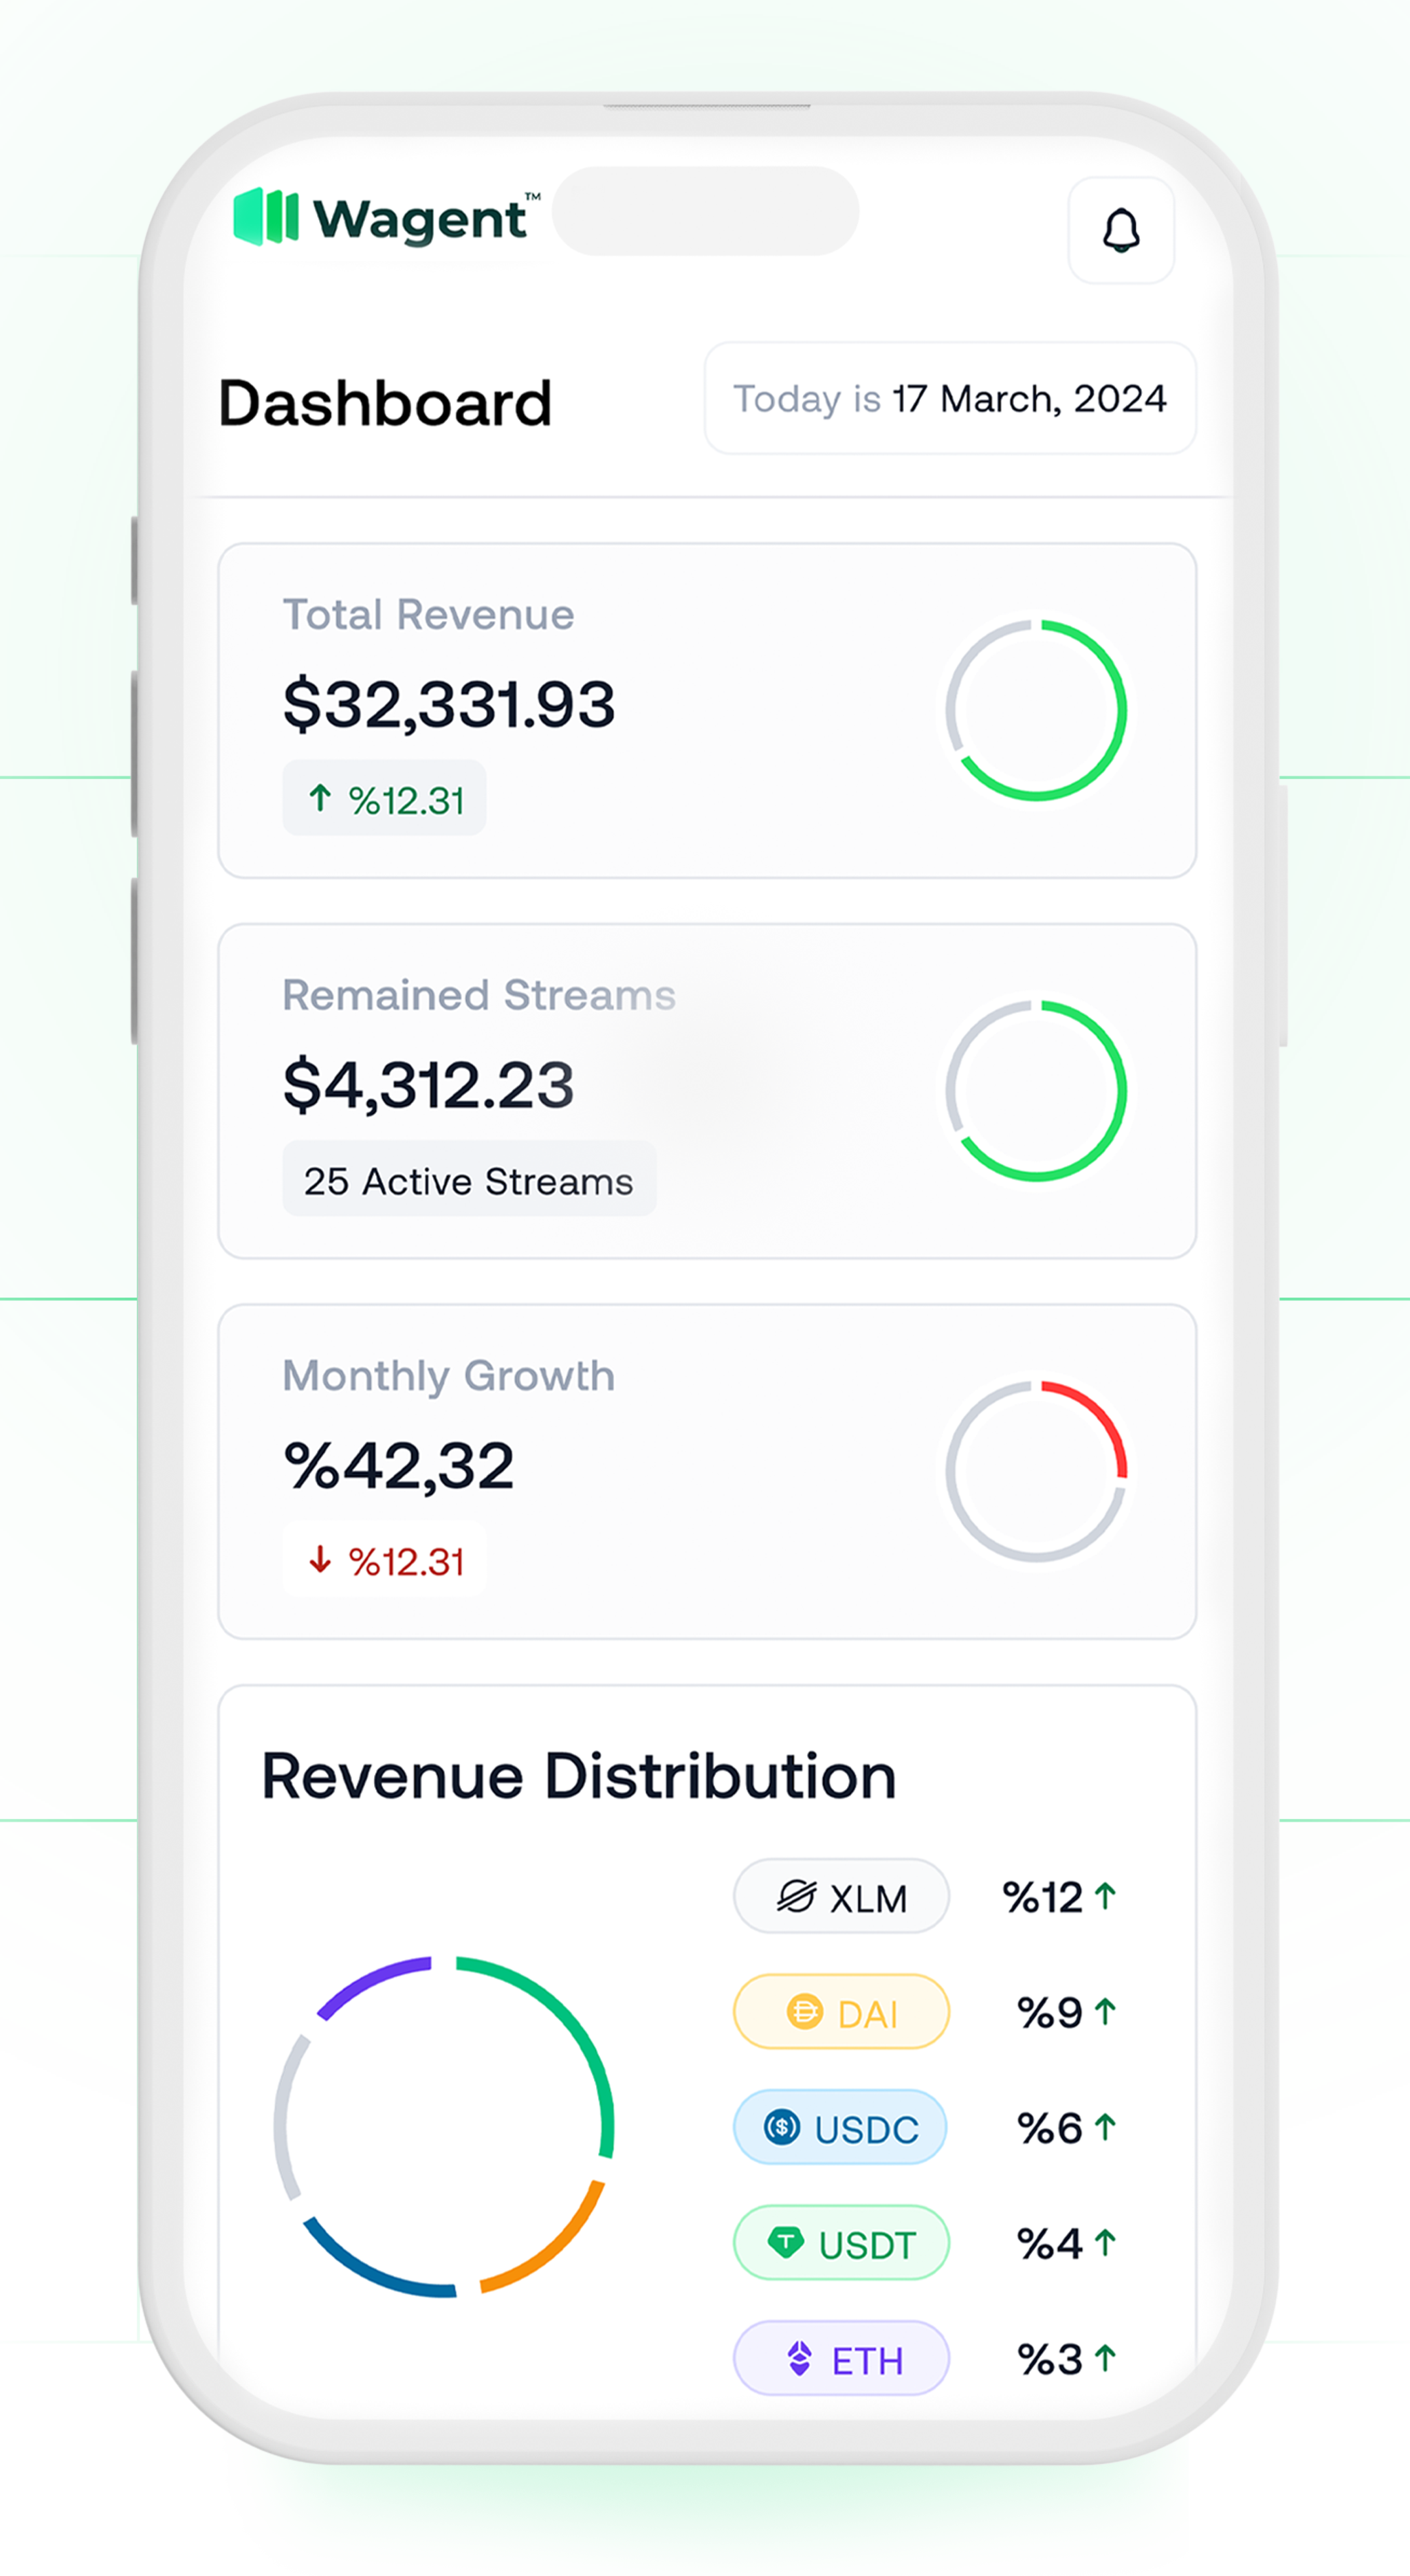 Wagent™
Dashboard
Today is 17 March, 2024
Total Revenue
$32,331.93
↑ %12.31
Remained Streams
$4,312.23
25 Active Streams
Monthly Growth
%42,32
↓ %12.31
Revenue Distribution
XLM %12 ↑
DAI %9 ↑
USDC %6 ↑
USDT %4 ↑
ETH %3 ↑